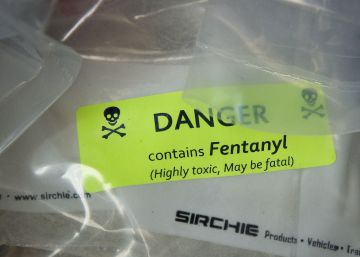 DANGER
contains Fentanyl
(Highly toxic, May be fatal)
• www.sirchie.com
SIRCHIE Products • Vehicles •